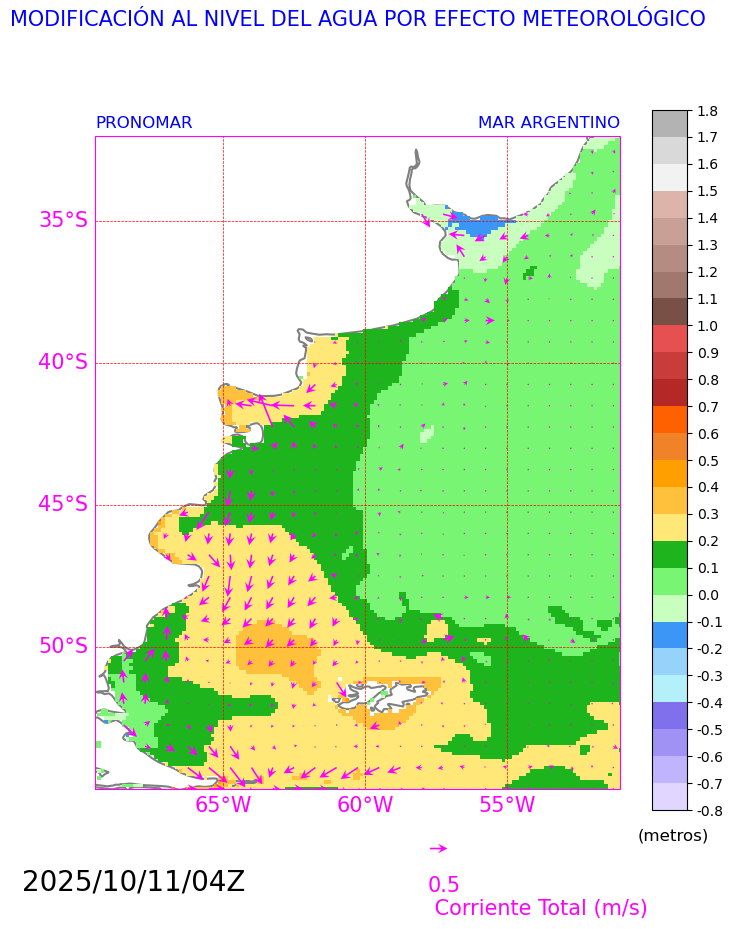 MODIFICACIÓN AL NIVEL DEL AGUA POR EFECTO METEOROLÓGICO
PRONOMAR
MAR ARGENTINO
35°S
40°S
45°S
50°S
65°W
60°W
55°W
1.8
1.7
1.6
1.5
1.4
1.3
1.2
1.1
1.0
0.9
0.8
0.7
0.6
0.5
0.4
0.3
0.2
0.1
0.0
-0.1
-0.2
-0.3
-0.4
-0.5
-0.6
-0.7
-0.8
(metros)
2025/10/11/04Z
0.5
Corriente Total (m/s)